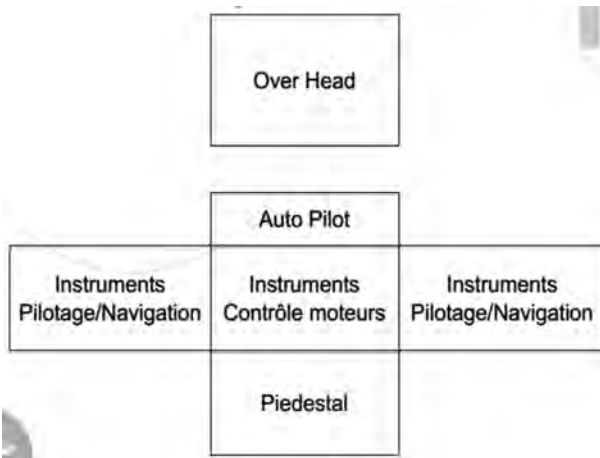 Over Head
Auto Pilot
Instruments
Pilotage/Navigation
Instruments
Contrôle moteurs
Instruments
Pilotage/Navigation
Piedestal